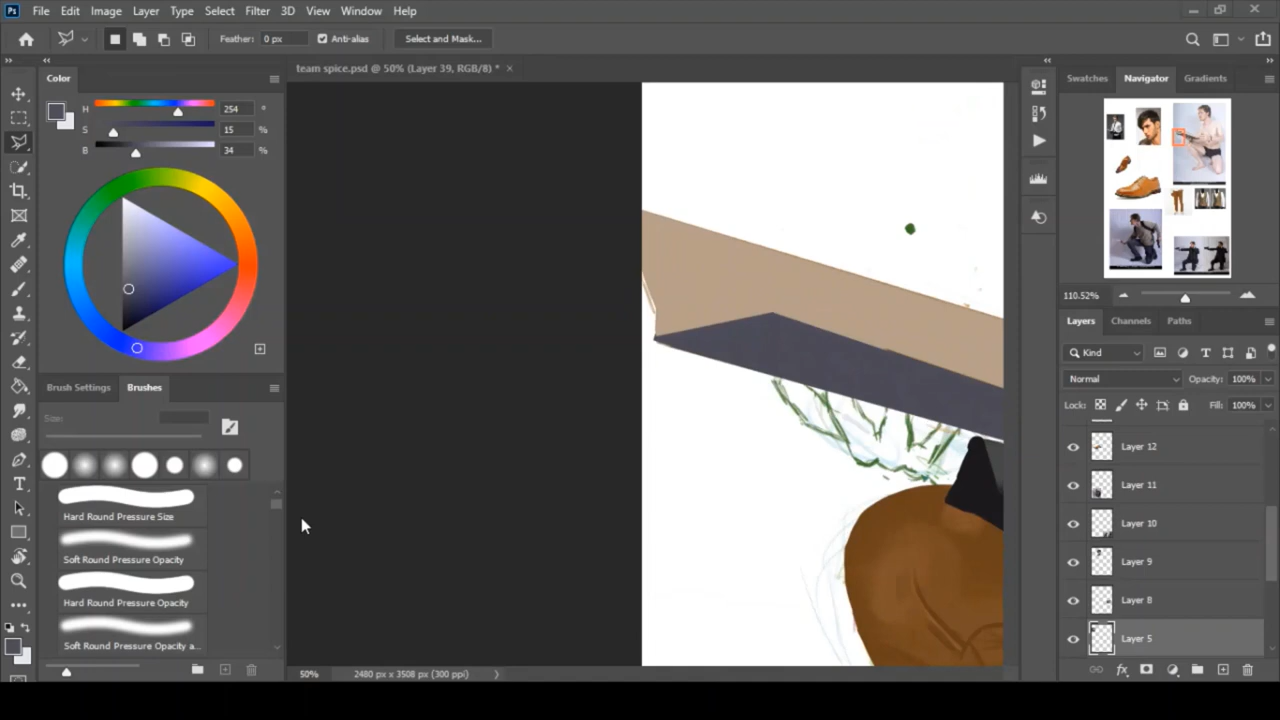 Ps File Edit Image Layer Type Select Filter 3D View Window Help
Feather: 0 px Anti-alias Select and Mask...
team spice.psd @ 50% (Layer 39, RGB/8) * ×
Color
H 254 °
S 15 %
B 34 %
Brush Settings Brushes
Size:
Hard Round Pressure Size
Soft Round Pressure Opacity
Hard Round Pressure Opacity
Soft Round Pressure Opacity a...
50% 2480 px x 3508 px (300 ppi)
Swatches Navigator Gradients
110.52%
Layers Channels Paths
Kind
Normal Opacity: 100%
Lock: Fill: 100%
Layer 12
Layer 11
Layer 10
Layer 9
Layer 8
Layer 5